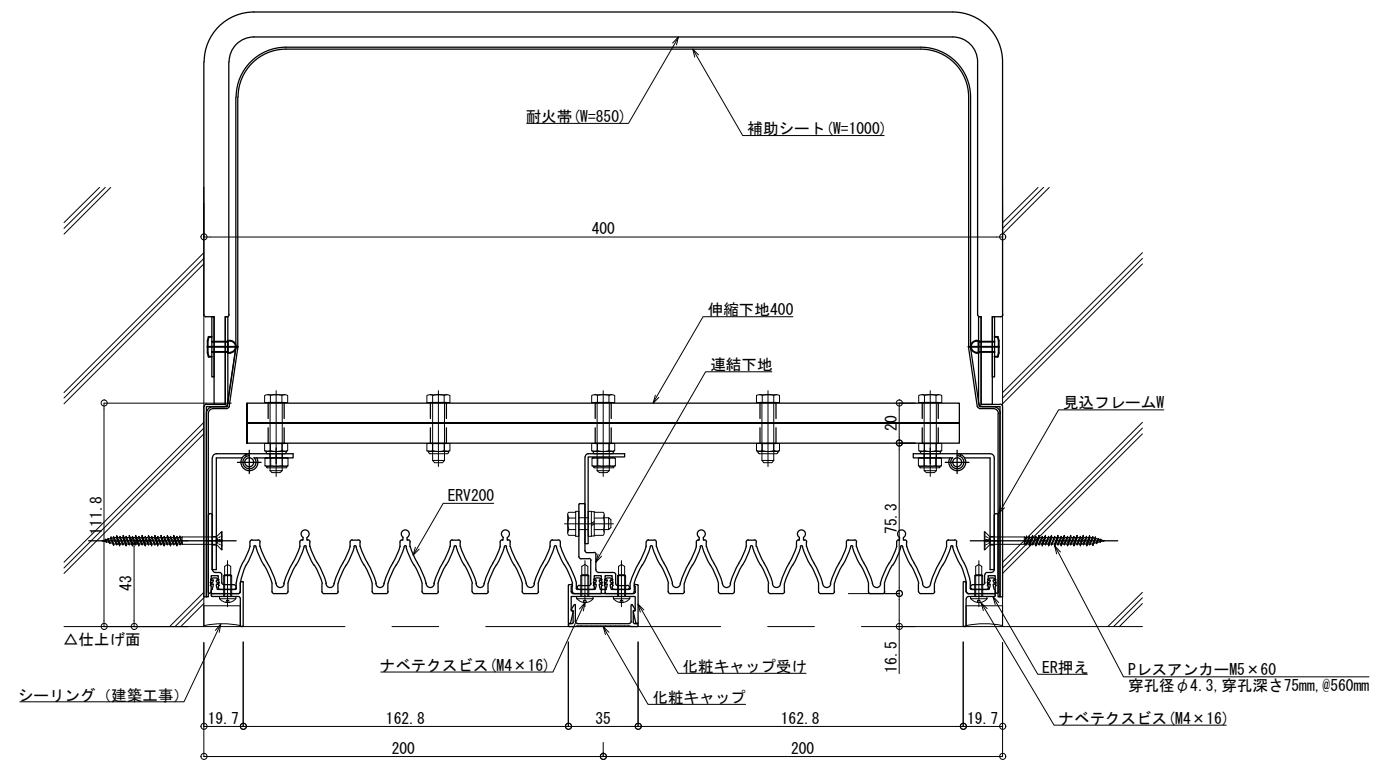 耐火帯(W=850)
補助シート(W=1000)
400
伸縮下地400
連結下地
見込フレームW
20
111.8
ERV200
75.3
43
△仕上げ面
16.5
ナベテクスビス(M4×16)
化粧キャップ受け
ER押え
Pレスアンカー M5×60
穿孔径φ4.3,穿孔深さ75mm,@560mm
シーリング（建築工事）
化粧キャップ
ナベテクスビス(M4×16)
19.7
162.8
35
162.8
19.7
200
200